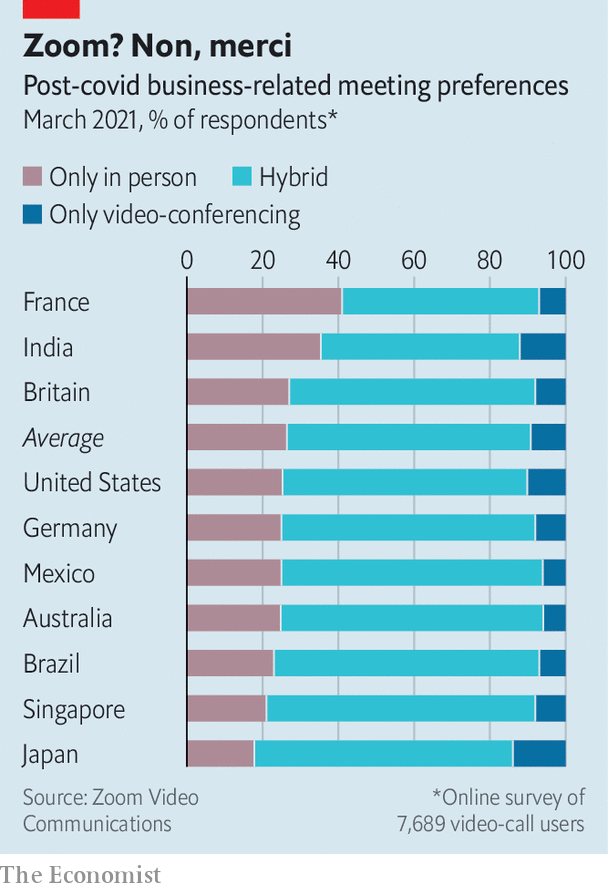 Zoom? Non, merci
Post-covid business-related meeting preferences
March 2021, % of respondents*
Only in person
Hybrid
Only video-conferencing
0 20 40 60 80 100
France
India
Britain
Average
United States
Germany
Mexico
Australia
Brazil
Singapore
Japan
Source: Zoom Video
Communications
*Online survey of
7,689 video-call users
The Economist